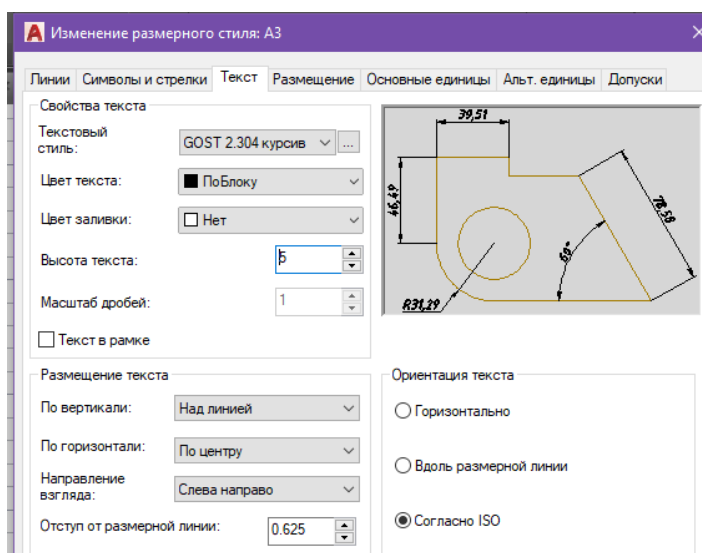 Изменение размерного стиля: А3
Линии Символы и стрелки Текст Размещение Основные единицы Альт. единицы Допуски
Свойства текста
Текстовый стиль: GOST 2.304 курсив ...
Цвет текста: ПоБлоку
Цвет заливки: Нет
Высота текста: 5
Масштаб дробей: 1
Текст в рамке
39,51
46,49
78,58
60°
R31,29
Размещение текста
По вертикали: Над линией
По горизонтали: По центру
Направление взгляда: Слева направо
Отступ от размерной линии: 0.625
Ориентация текста
Горизонтально
Вдоль размерной линии
Согласно ISO